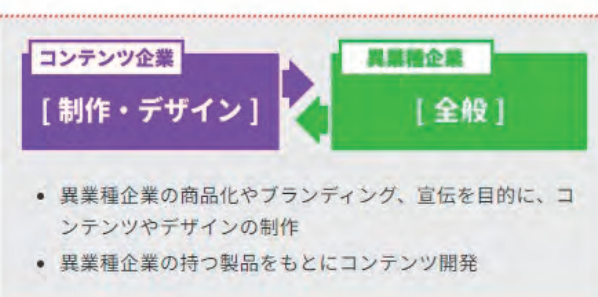 コンテンツ企業
異業種企業
[ 制作・デザイン ]
[ 全般 ]
• 異業種企業の商品化やブランディング、宣伝を目的に、コ
ンテンツやデザインの制作
• 異業種企業の持つ製品をもとにコンテンツ開発